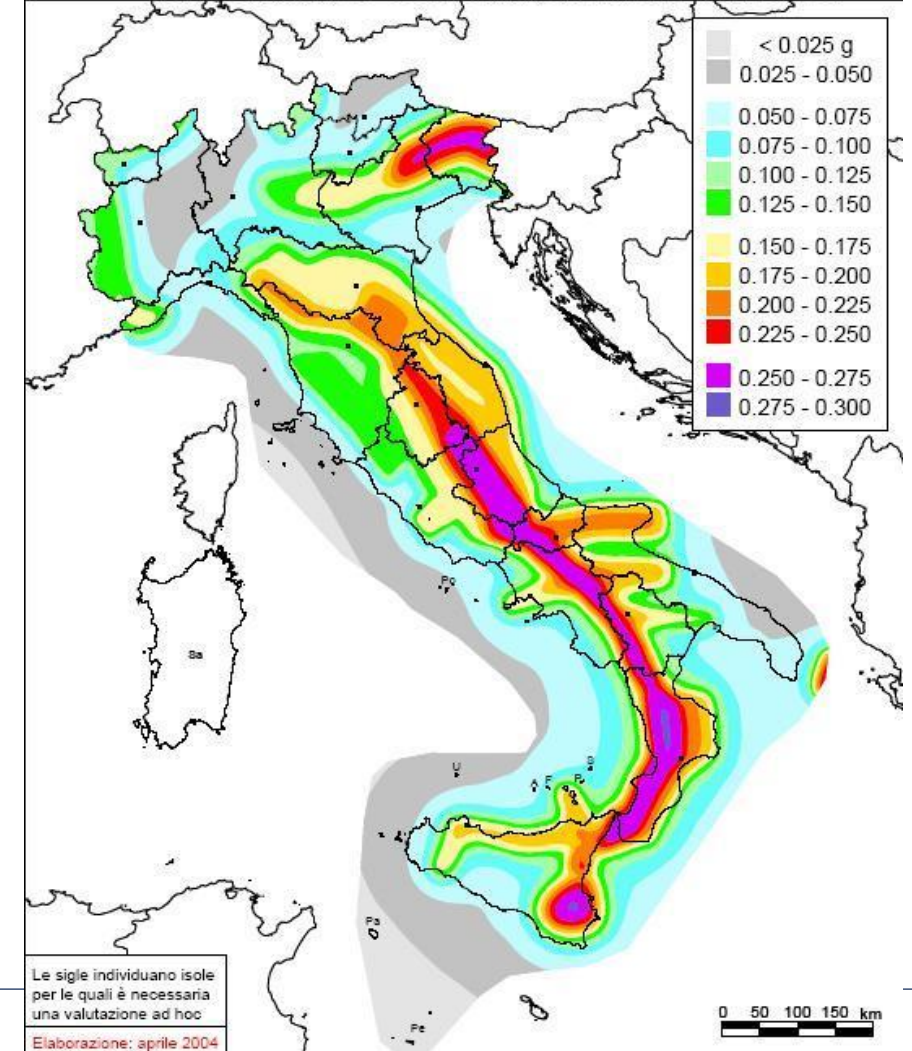 < 0.025 g
0.025 - 0.050
0.050 - 0.075
0.075 - 0.100
0.100 - 0.125
0.125 - 0.150
0.150 - 0.175
0.175 - 0.200
0.200 - 0.225
0.225 - 0.250
0.250 - 0.275
0.275 - 0.300
Po
Sa
U
A F P S
Pa
Pe
Le sigle individuano isole
per le quali è necessaria
una valutazione ad hoc
Elaborazione: aprile 2004
0 50 100 150 km